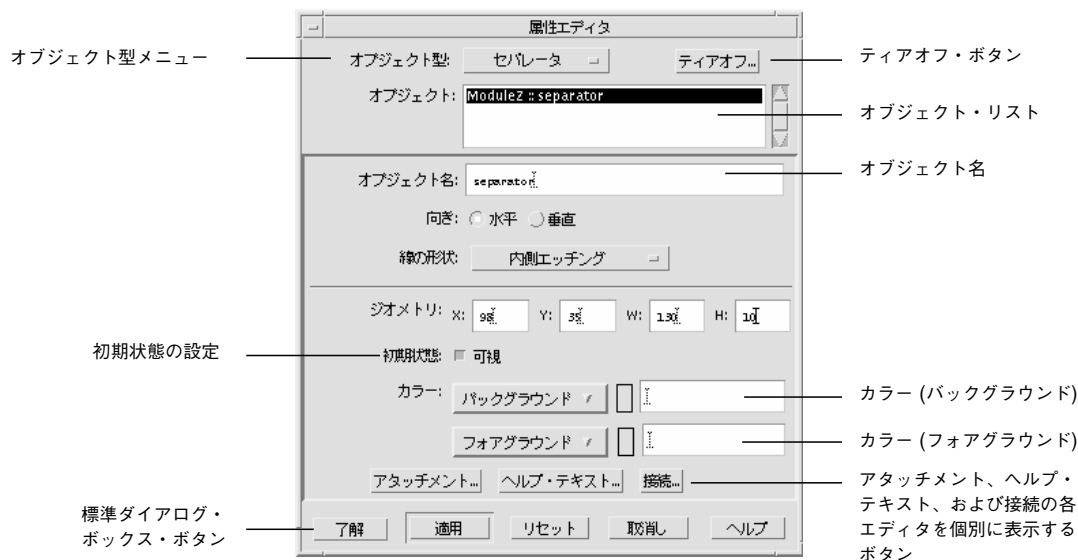 属性エディタ
オブジェクト型メニュー
オブジェクト型: セパレータ ティアオフ...
ティアオフ・ボタン
オブジェクト: Module2 :: separator
オブジェクト・リスト
オブジェクト名: separator
オブジェクト名
向き: 水平 垂直
線の形状: 内側エッチング
ジオメトリ: X: 98 Y: 35 W: 130 H: 10
初期状態の設定
初期状態: 可視
カラー: バックグラウンド
カラー (バックグラウンド)
フォアグラウンド
カラー (フォアグラウンド)
アタッチメント... ヘルプ・テキスト... 接続...
アタッチメント、ヘルプ・
テキスト、および接続の各
エディタを個別に表示する
ボタン
標準ダイアログ・
ボックス・ボタン
了解 適用 リセット 取消し ヘルプ